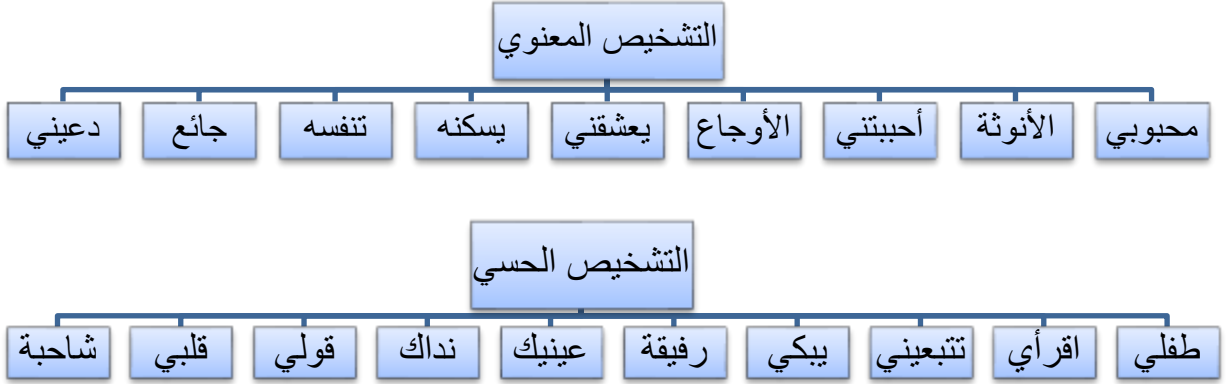 التشخيص المعنوي
محبوبي الأنوثة أحببتني الأوجاع يعشقني يسكنه تنفسه جائع دعيني
التشخيص الحسي
طفلي اقرأي تتبعيني يبكي رفيقة عينيك نداك قولي قلبي شاحبة